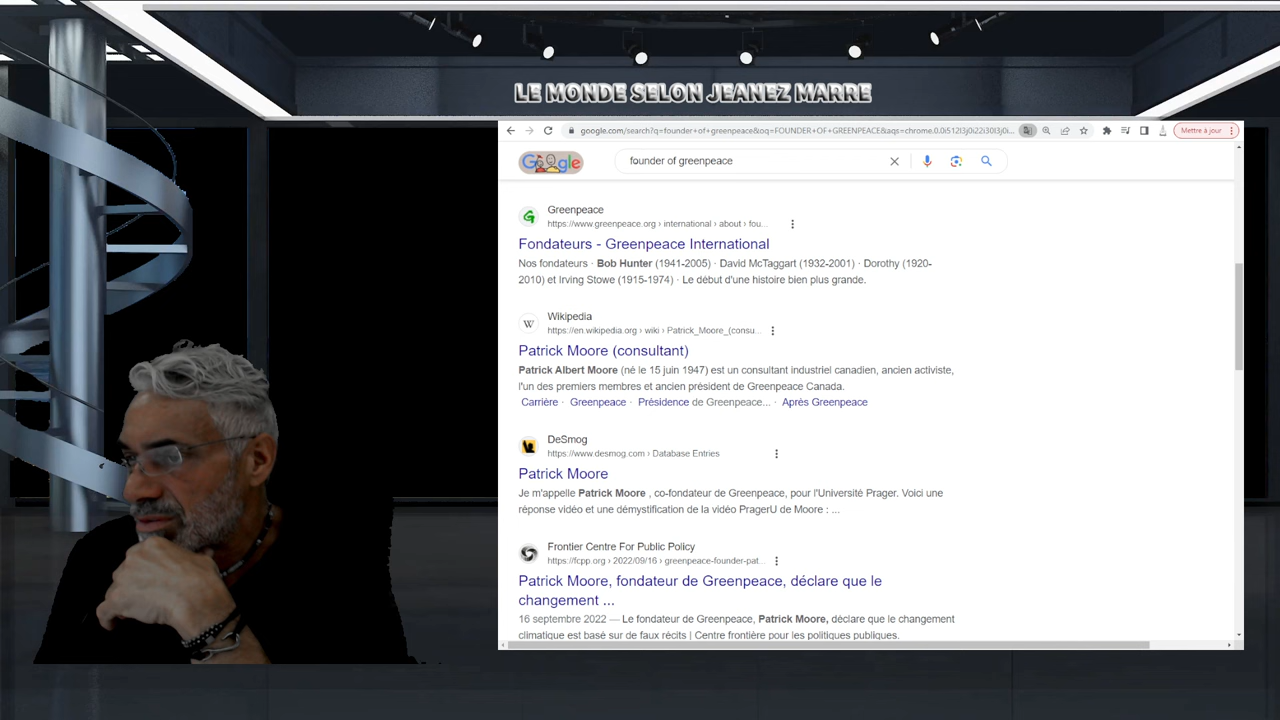 LE MONDE SELON JEANEZ MARRE
google.com/search?q=founder+of+greenpeace&oq=FOUNDER+OF+GREENPEACE&aqs=chrome.0.0i512l3j0i22i30l3j0i...
Mettre à jour
Google
founder of greenpeace
Greenpeace
https://www.greenpeace.org › international › about › fou...
Fondateurs - Greenpeace International
Nos fondateurs · Bob Hunter (1941-2005) · David McTaggart (1932-2001) · Dorothy (1920-
2010) et Irving Stowe (1915-1974) · Le début d'une histoire bien plus grande.
W
Wikipedia
https://en.wikipedia.org › wiki › Patrick_Moore_(consu...
Patrick Moore (consultant)
Patrick Albert Moore (né le 15 juin 1947) est un consultant industriel canadien, ancien activiste,
l'un des premiers membres et ancien président de Greenpeace Canada.
Carrière · Greenpeace · Présidence de Greenpeace... · Après Greenpeace
DeSmog
https://www.desmog.com › Database Entries
Patrick Moore
Je m'appelle Patrick Moore , co-fondateur de Greenpeace, pour l'Université Prager. Voici une
réponse vidéo et une démystification de la vidéo PragerU de Moore : ...
Frontier Centre For Public Policy
https://fcpp.org › 2022/09/16 › greenpeace-founder-pat...
Patrick Moore, fondateur de Greenpeace, déclare que le
changement ...
16 septembre 2022 — Le fondateur de Greenpeace, Patrick Moore, déclare que le changement
climatique est basé sur de faux récits | Centre frontière pour les politiques publiques.